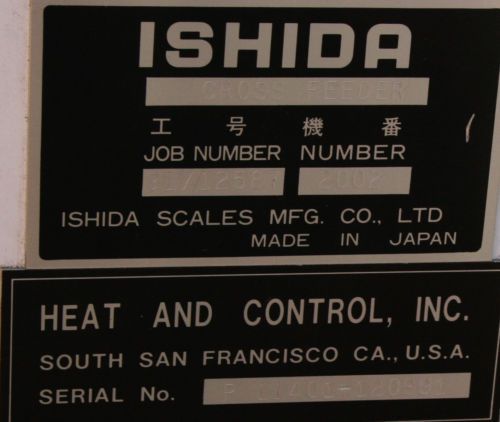 ISHIDA
CROSS FEEDER
工 号 機 番
JOB NUMBER NUMBER
2002
ISHIDA SCALES MFG. CO., LTD
MADE IN JAPAN
HEAT AND CONTROL, INC.
SOUTH SAN FRANCISCO CA., U.S.A.
SERIAL No.